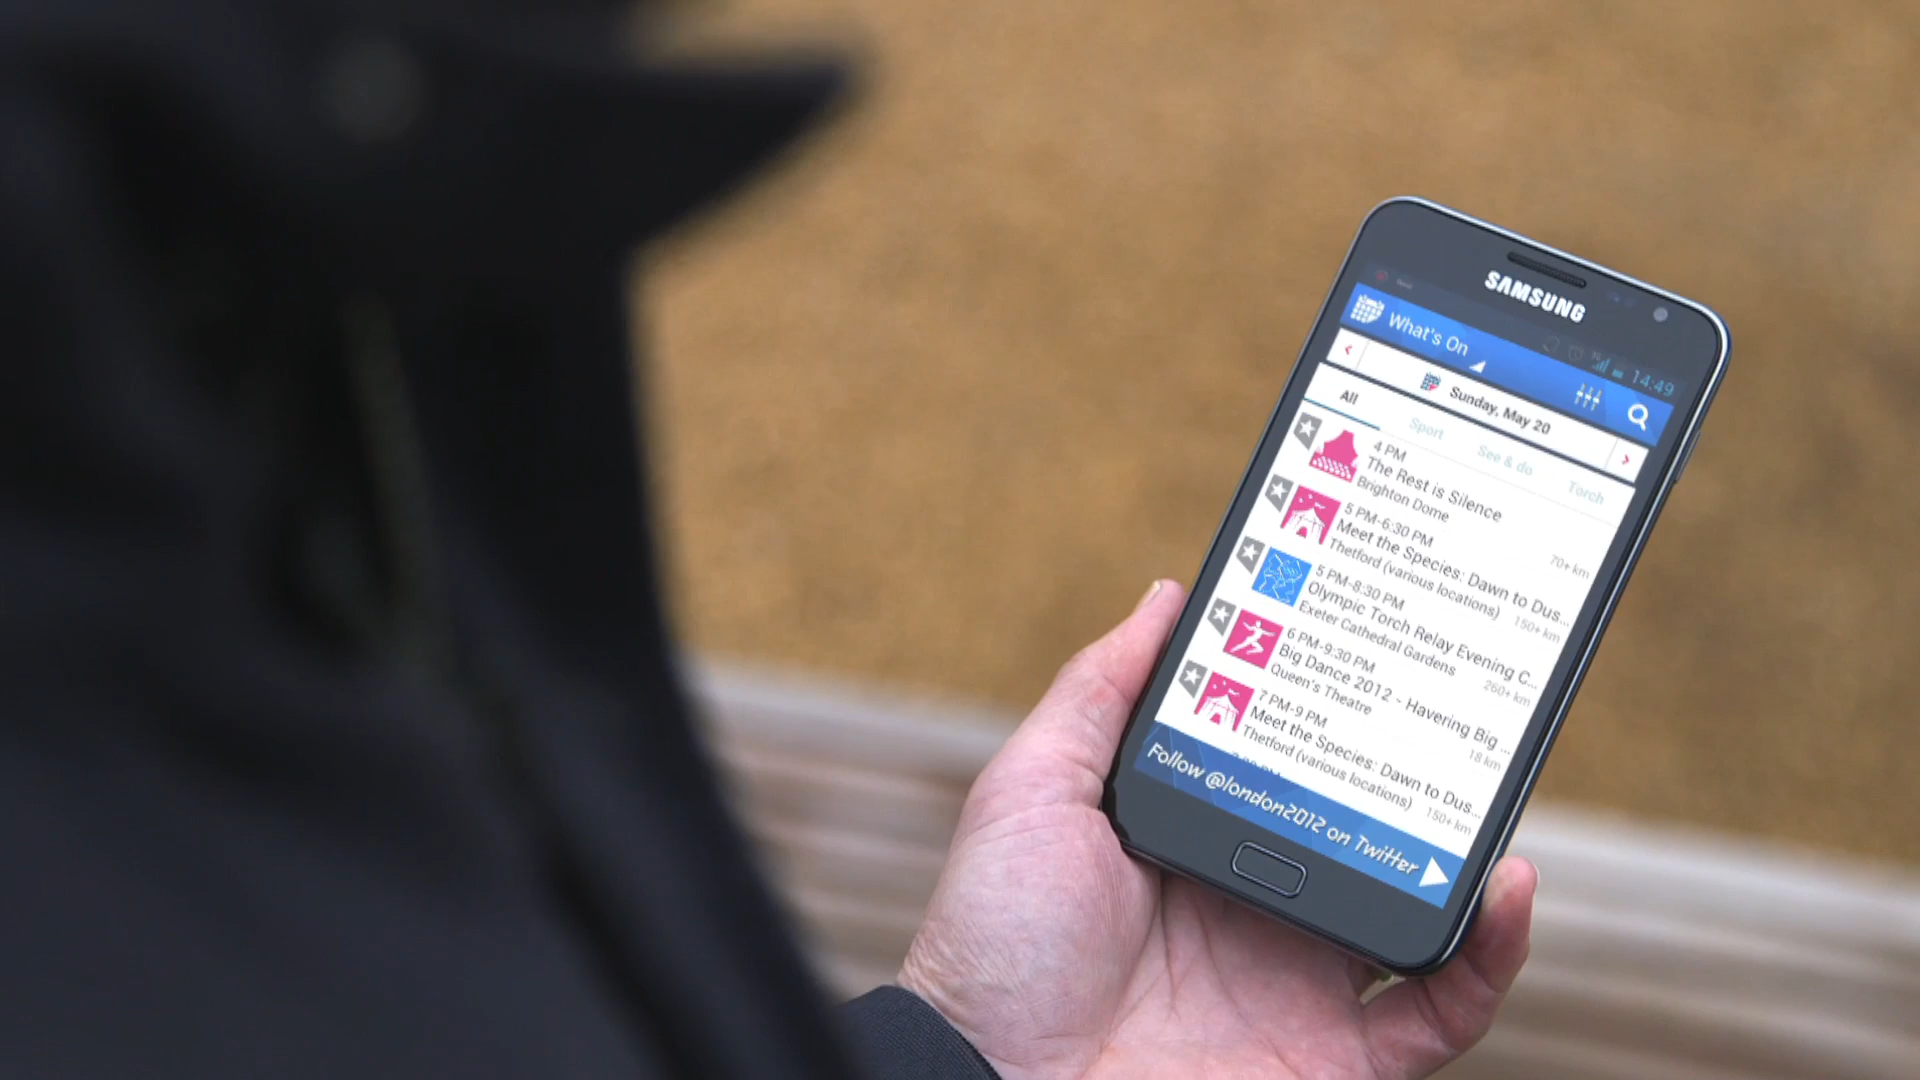 SAMSUNG
14:49
What's On
Sunday, May 20
All
Sport
See & do
Torch
4 PM
The Rest is Silence
Brighton Dome
70+ km
5 PM-6:30 PM
Meet the Species: Dawn to Dus...
Thetford (various locations)
150+ km
5 PM-8:30 PM
Olympic Torch Relay Evening C...
Exeter Cathedral Gardens
260+ km
6 PM-9:30 PM
Big Dance 2012 - Havering Big ...
Queen's Theatre
18 km
7 PM-9 PM
Meet the Species: Dawn to Dus...
Thetford (various locations)
150+ km
Follow @london2012 on Twitter